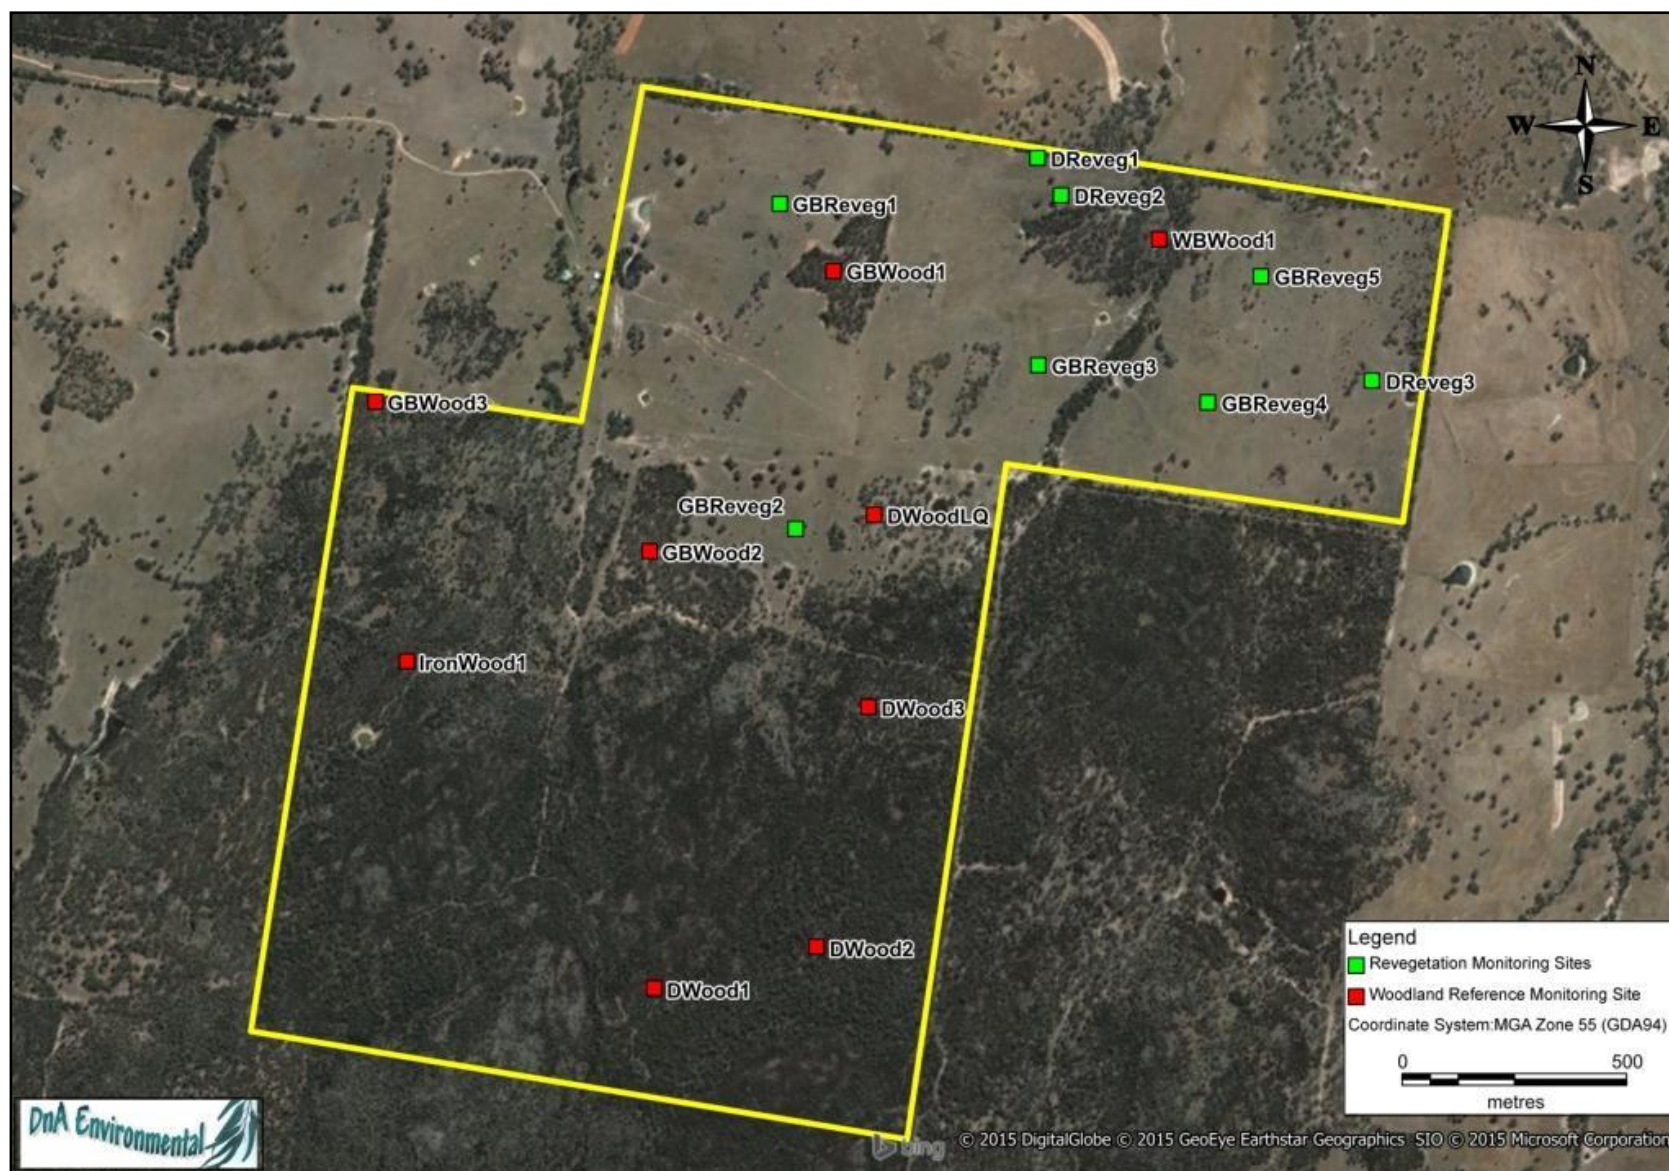 N
W E
S
DReveg1
DReveg2
GBReveg1
WBWood1
GBWood1
GBReveg5
GBReveg3
DReveg3
GBWood3
GBReveg4
GBReveg2
DWoodLQ
GBWood2
IronWood1
DWood3
DWood2
DWood1
Legend
Revegetation Monitoring Sites
Woodland Reference Monitoring Site
Coordinate System:MGA Zone 55 (GDA94)
0 500
metres
DnA Environmental
bing © 2015 DigitalGlobe © 2015 GeoEye Earthstar Geographics SIO © 2015 Microsoft Corporation